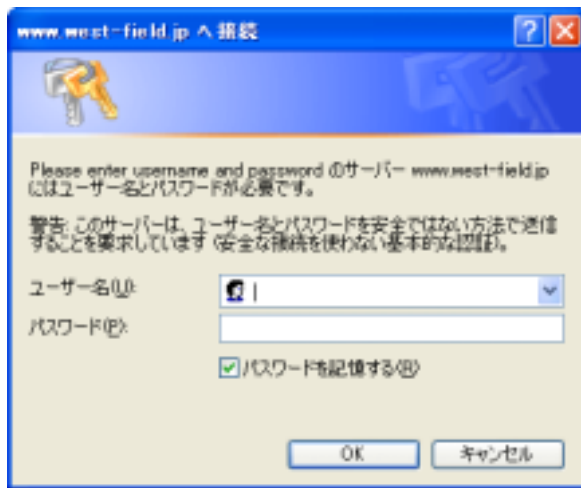 www.west-field.jp へ接続
Please enter username and password のサーバー www.west-field.jp
にはユーザー名とパスワードが必要です。
警告: このサーバーは、ユーザー名とパスワードを安全ではない方法で送信
することを要求しています (安全な接続を使わない基本的な認証)。
ユーザー名(U):
パスワード(P):
パスワードを記憶する(R)
OK
キャンセル